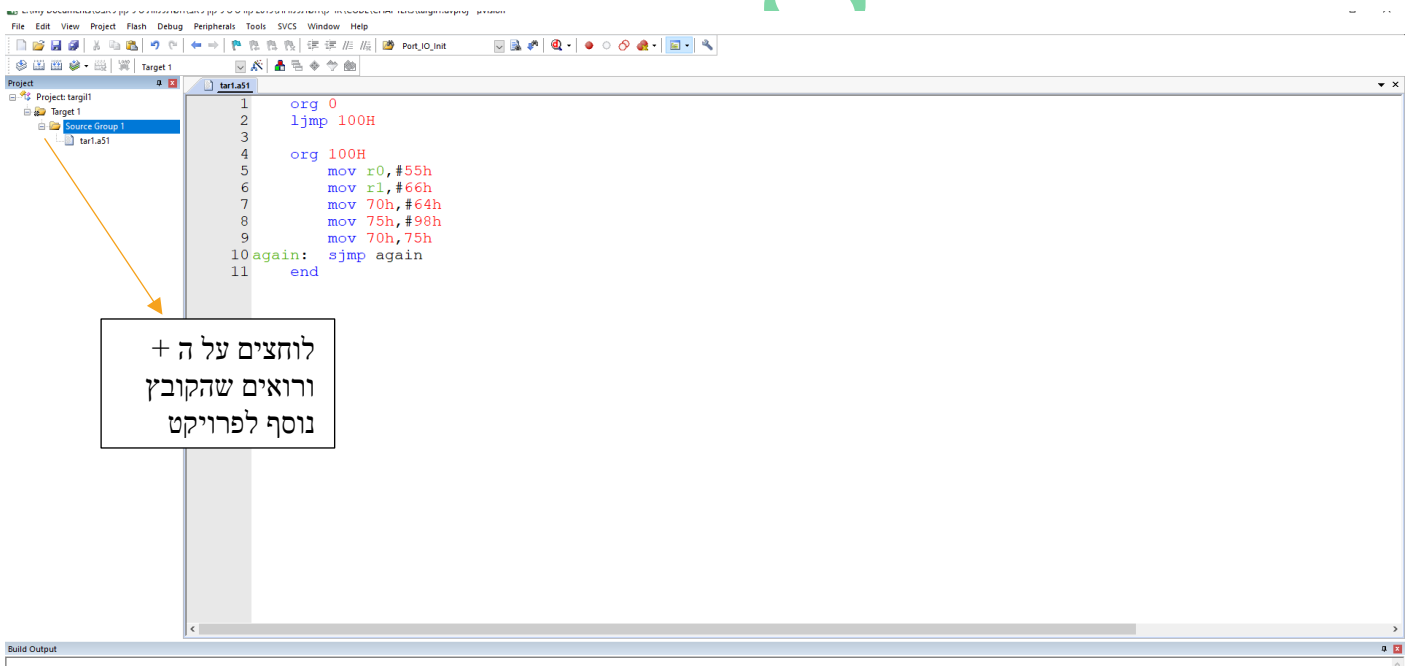 File Edit View Project Flash Debug Peripherals Tools SVCS Window Help
Port_IO_Init
Target 1
Project
tar1.a51
Project: targil1
Target 1
Source Group 1
tar1.a51
1 org 0
2 ljmp 100H
3
4 org 100H
5 mov r0,#55h
6 mov r1,#66h
7 mov 70h,#64h
8 mov 75h,#98h
9 mov 70h,75h
10 again: sjmp again
11 end
לוחצים על ה +
ורואים שהקובץ
נוסף לפרויקט
Build Output